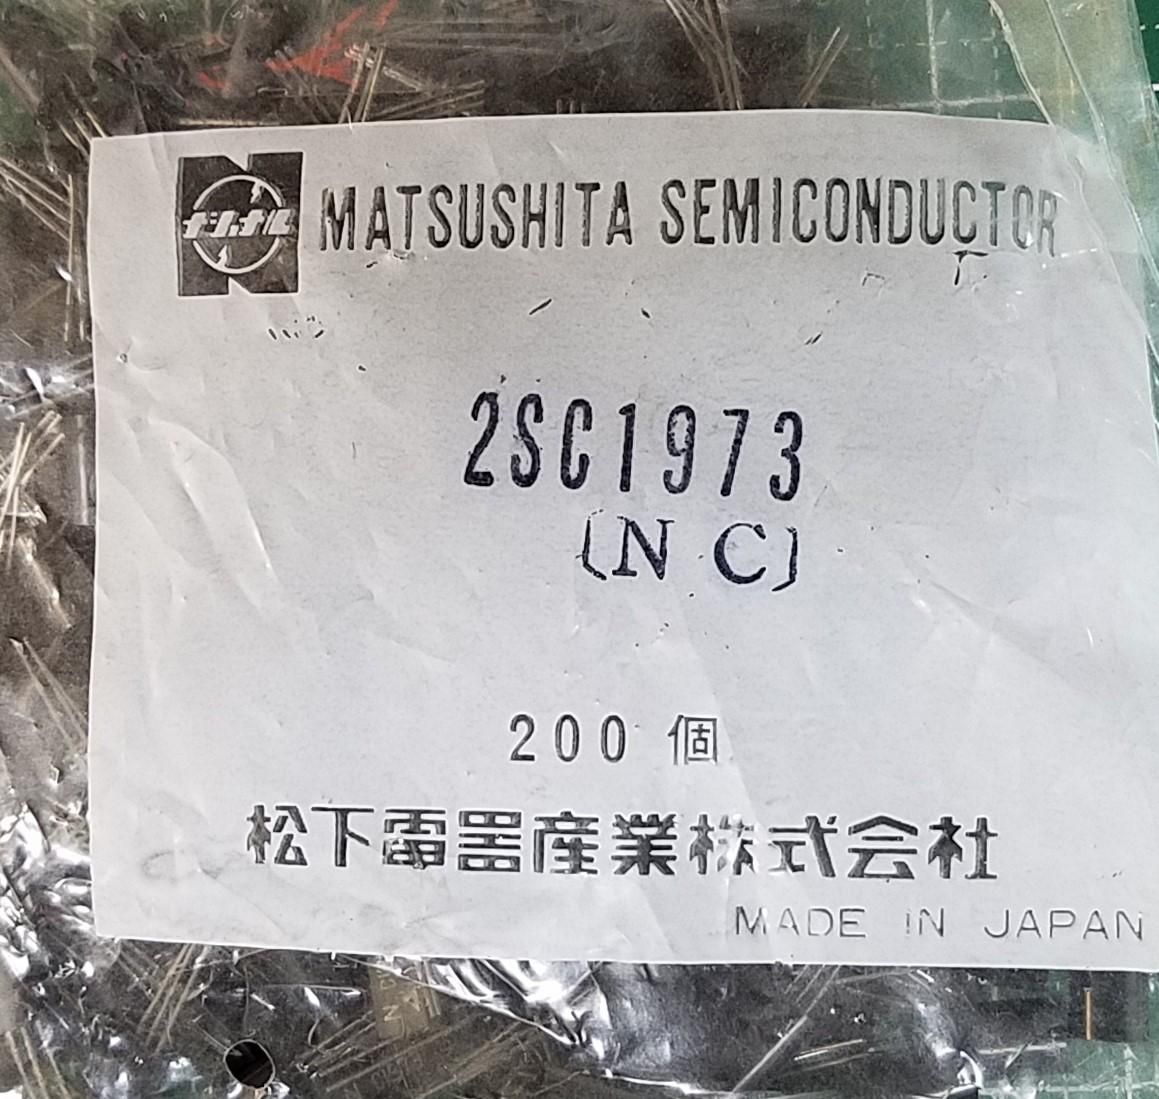 ナショナル MATSUSHITA SEMICONDUCTOR
2SC1973
(N C)
200 個
松下電器産業株式会社
MADE IN JAPAN